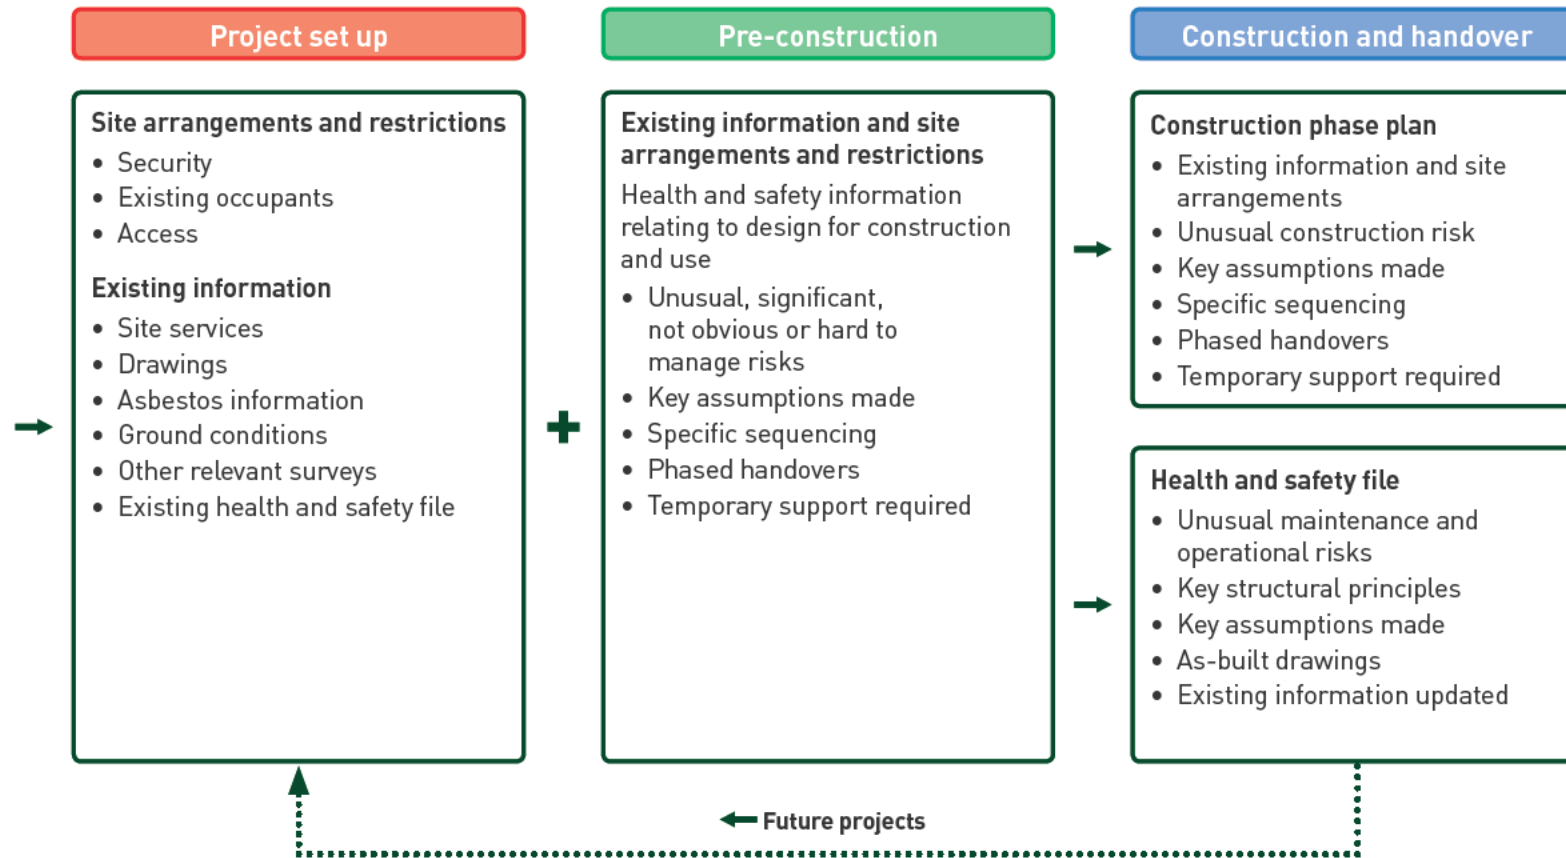 Project set up
Site arrangements and restrictions
• Security
• Existing occupants
• Access
Existing information
• Site services
• Drawings
• Asbestos information
• Ground conditions
• Other relevant surveys
• Existing health and safety file
Pre-construction
Existing information and site
arrangements and restrictions
Health and safety information
relating to design for construction
and use
• Unusual, significant,
not obvious or hard to
manage risks
• Key assumptions made
• Specific sequencing
• Phased handovers
• Temporary support required
Construction and handover
Construction phase plan
• Existing information and site
arrangements
• Unusual construction risk
• Key assumptions made
• Specific sequencing
• Phased handovers
• Temporary support required
Health and safety file
• Unusual maintenance and
operational risks
• Key structural principles
• Key assumptions made
• As-built drawings
• Existing information updated
Future projects